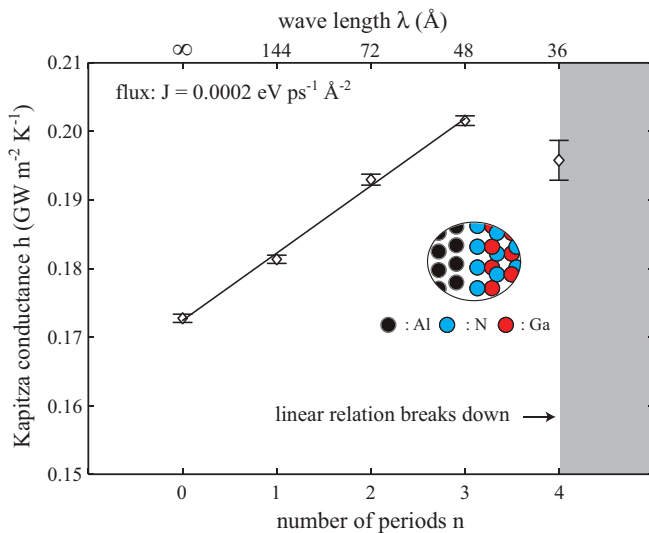 wave length λ (Å)
∞ 144 72 48 36
0.21
flux: J = 0.0002 eV ps⁻¹ Å⁻²
0.20
0.19
0.18
0.17
0.16
0.15
Kapitza conductance h (GW m⁻² K⁻¹)
: Al : N : Ga
linear relation breaks down
0 1 2 3 4
number of periods n